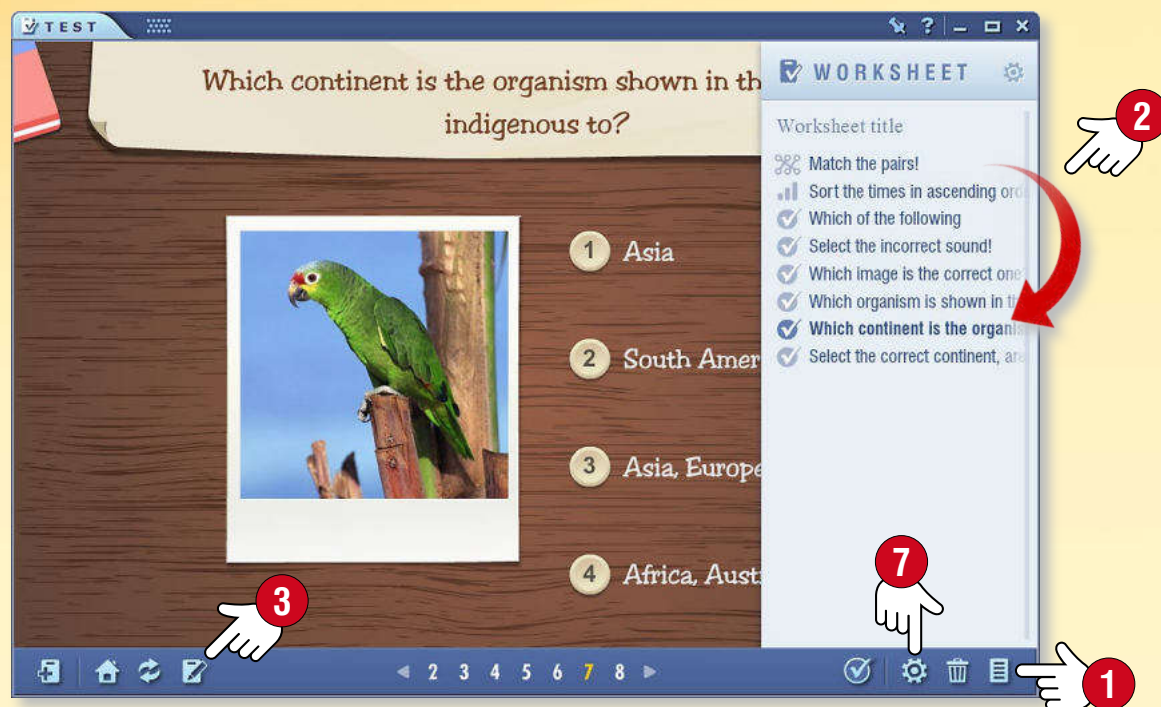 TEST
?
Which continent is the organism shown in th
indigenous to?
1 Asia
2 South Amer
3 Asia, Europe
4 Africa, Aust
WORKSHEET
Worksheet title
Match the pairs!
Sort the times in ascending ord
Which of the following
Select the incorrect sound!
Which image is the correct one
Which organism is shown in th
Which continent is the organis
Select the correct continent, are
2
3
7
1
2 3 4 5 6 7 8